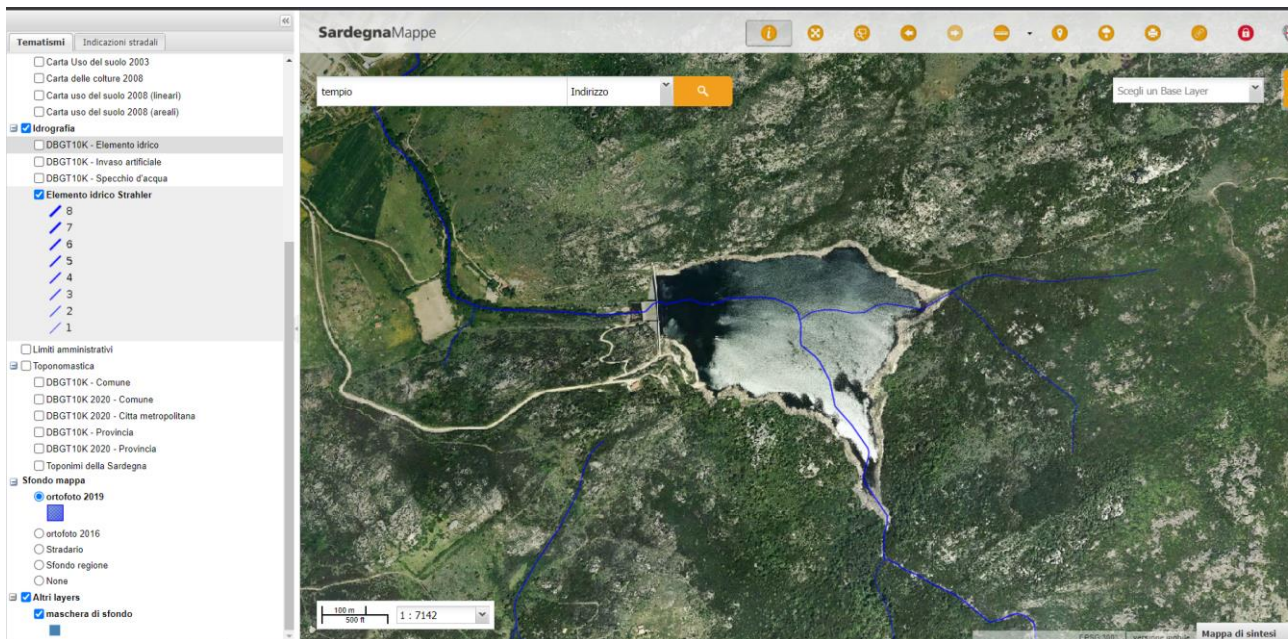 Tematismi
Indicazioni stradali
Carta Uso del suolo 2003
Carta delle colture 2008
Carta uso del suolo 2008 (lineari)
Carta uso del suolo 2008 (areali)
Idrografia
DBGT10K - Elemento idrico
DBGT10K - Invaso artificiale
DBGT10K - Specchio d'acqua
Elemento idrico Strahler
8
7
6
5
4
3
2
1
Limiti amministrativi
Toponomastica
DBGT10K - Comune
DBGT10K 2020 - Comune
DBGT10K 2020 - Citta metropolitana
DBGT10K - Provincia
DBGT10K 2020 - Provincia
Toponimi della Sardegna
Sfondo mappa
ortofoto 2019
ortofoto 2016
Stradario
Sfondo regione
None
Altri layers
maschera di sfondo
SardegnaMappe
tempio
Indirizzo
Scegli un Base Layer
100 m
500 ft
1 : 7142
Mappa di sintesi